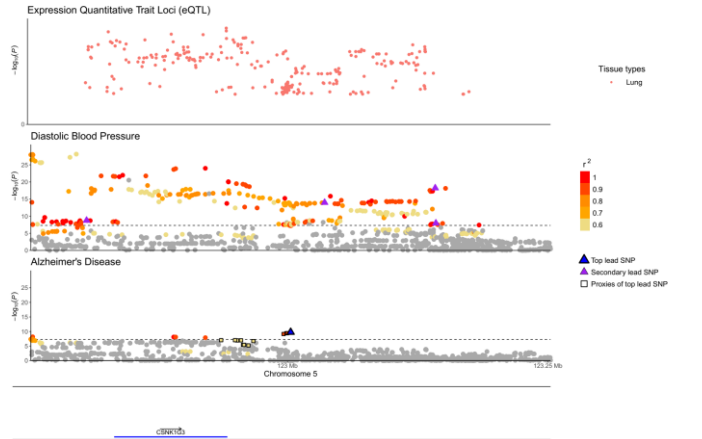 Expression Quantitative Trait Loci (eQTL)
−log₁₀(P)
0
Tissue types
Lung
Diastolic Blood Pressure
−log₁₀(P)
25
20
15
10
5
0
r²
1
0.9
0.8
0.7
0.6
Top lead SNP
Secondary lead SNP
Proxies of top lead SNP
Alzheimer's Disease
−log₁₀(P)
25
20
15
10
5
0
123 Mb
123.25 Mb
Chromosome 5
CSNK1G3